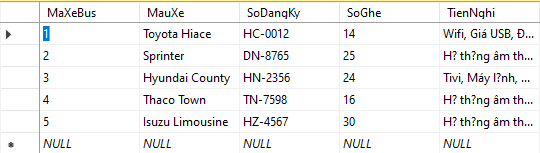 MaXeBus MauXe SoDangKy SoGhe TienNghi
1 Toyota Hiace HC-0012 14 Wifi, Giá USB, Đ...
2 Sprinter DN-8765 25 H? th?ng âm th...
3 Hyundai County HN-2356 24 Tivi, Máy l?nh, ...
4 Thaco Town TN-7598 16 H? th?ng âm th...
5 Isuzu Limousine HZ-4567 30 H? th?ng âm th...
NULL NULL NULL NULL NULL